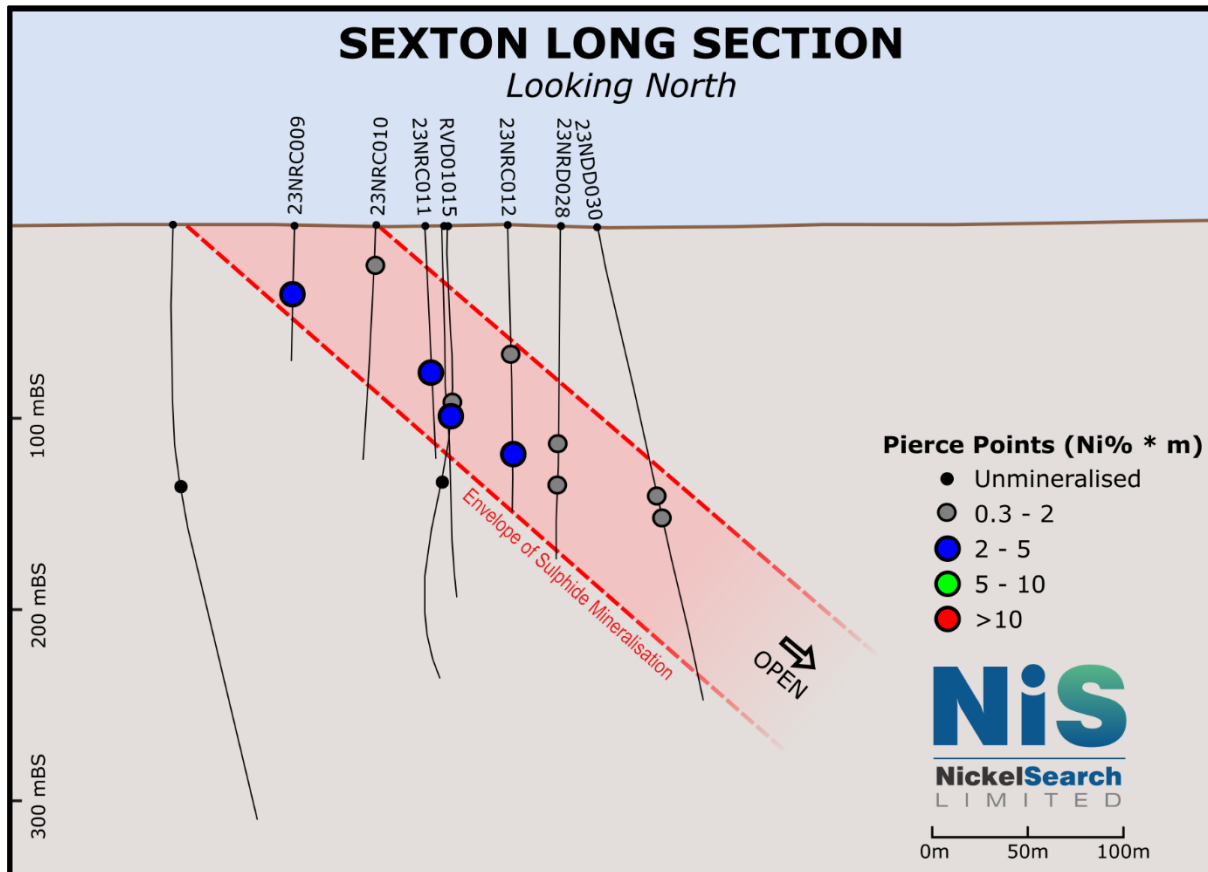 SEXTON LONG SECTION
Looking North
23NRC009
23NRC010
23NRC011
RVD01015
23NRC012
23NRD028
23NDD030
100 mBS
200 mBS
300 mBS
Envelope of Sulphide Mineralisation
OPEN
Pierce Points (Ni% * m)
Unmineralised
0.3 - 2
2 - 5
5 - 10
>10
NiS
NickelSearch
LIMITED
0m 50m 100m